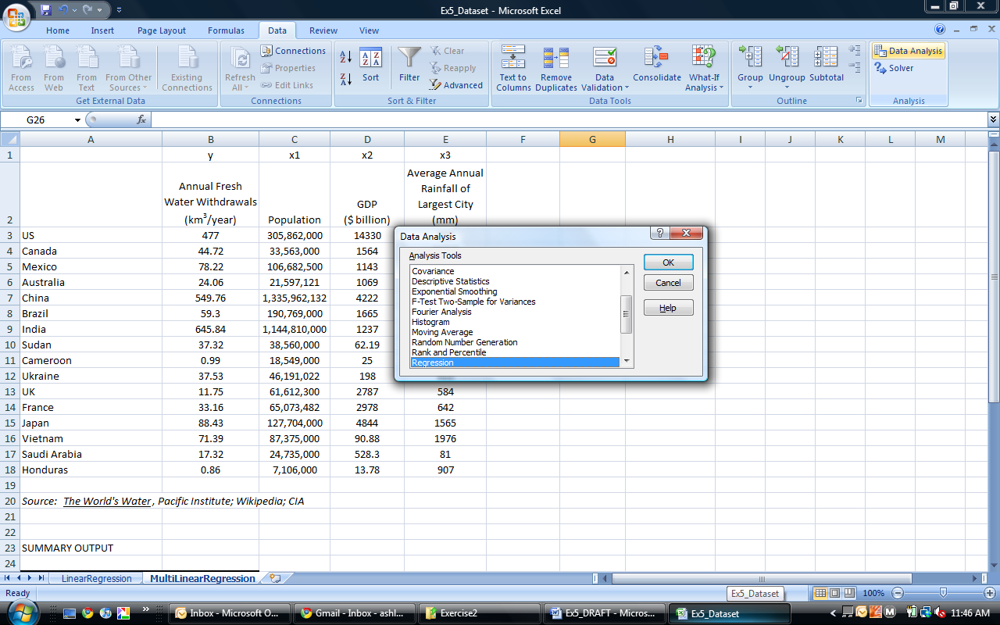 Ex5_Dataset - Microsoft Excel
Home Insert Page Layout Formulas Data Review View
From Access
From Web
From Text
From Other Sources
Existing Connections
Get External Data
Refresh All
Connections
Properties
Edit Links
Connections
Sort
Filter
Clear
Reapply
Advanced
Sort & Filter
Text to Columns
Remove Duplicates
Data Validation
Consolidate
What-If Analysis
Data Tools
Group
Ungroup
Subtotal
Outline
Data Analysis
Solver
Analysis
G26 fx
A B C D E F G H I J K L M
1 y x1 x2 x3
2 Annual Fresh Water Withdrawals (km3/year) Population GDP ($ billion) Average Annual Rainfall of Largest City (mm)
3 US 477 305,862,000 14330
4 Canada 44.72 33,563,000 1564
5 Mexico 78.22 106,682,500 1143
6 Australia 24.06 21,597,121 1069
7 China 549.76 1,335,962,132 4222
8 Brazil 59.3 190,769,000 1665
9 India 645.84 1,144,810,000 1237
10 Sudan 37.32 38,560,000 62.19
11 Cameroon 0.99 18,549,000 25
12 Ukraine 37.53 46,191,022 198
13 UK 11.75 61,612,300 2787 584
14 France 33.16 65,073,482 2978 642
15 Japan 88.43 127,704,000 4844 1565
16 Vietnam 71.39 87,375,000 90.88 1976
17 Saudi Arabia 17.32 24,735,000 528.3 81
18 Honduras 0.86 7,106,000 13.78 907
19
20 Source: The World's Water , Pacific Institute; Wikipedia; CIA
21
22
23 SUMMARY OUTPUT
24
Data Analysis
Analysis Tools
Covariance
Descriptive Statistics
Exponential Smoothing
F-Test Two-Sample for Variances
Fourier Analysis
Histogram
Moving Average
Random Number Generation
Rank and Percentile
Regression
OK
Cancel
Help
LinearRegression MultiLinearRegression
Ready
Ex5_Dataset
100%
Inbox - Microsoft O...
Gmail - Inbox - ashl...
Exercise2
Ex5_DRAFT - Micros...
Ex5_Dataset
11:46 AM